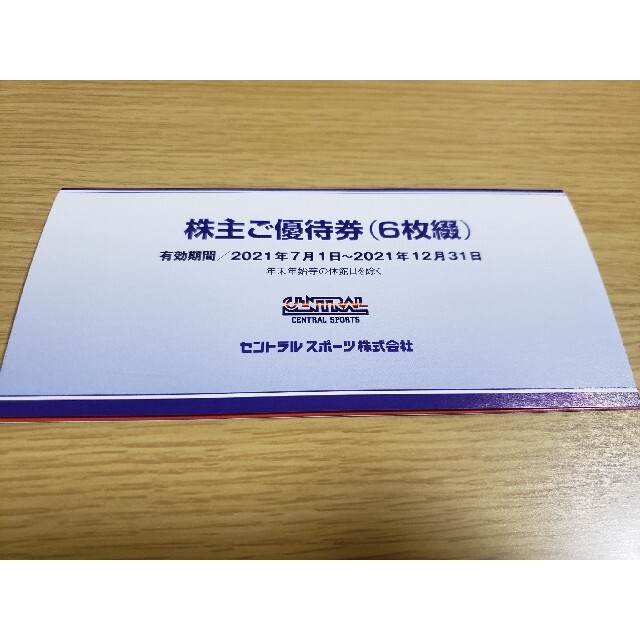 株主ご優待券(6枚綴)
有効期間/2021年7月1日~2021年12月31日
年末年始等の休館日を除く
CENTRAL
CENTRAL SPORTS
セントラルスポーツ株式会社